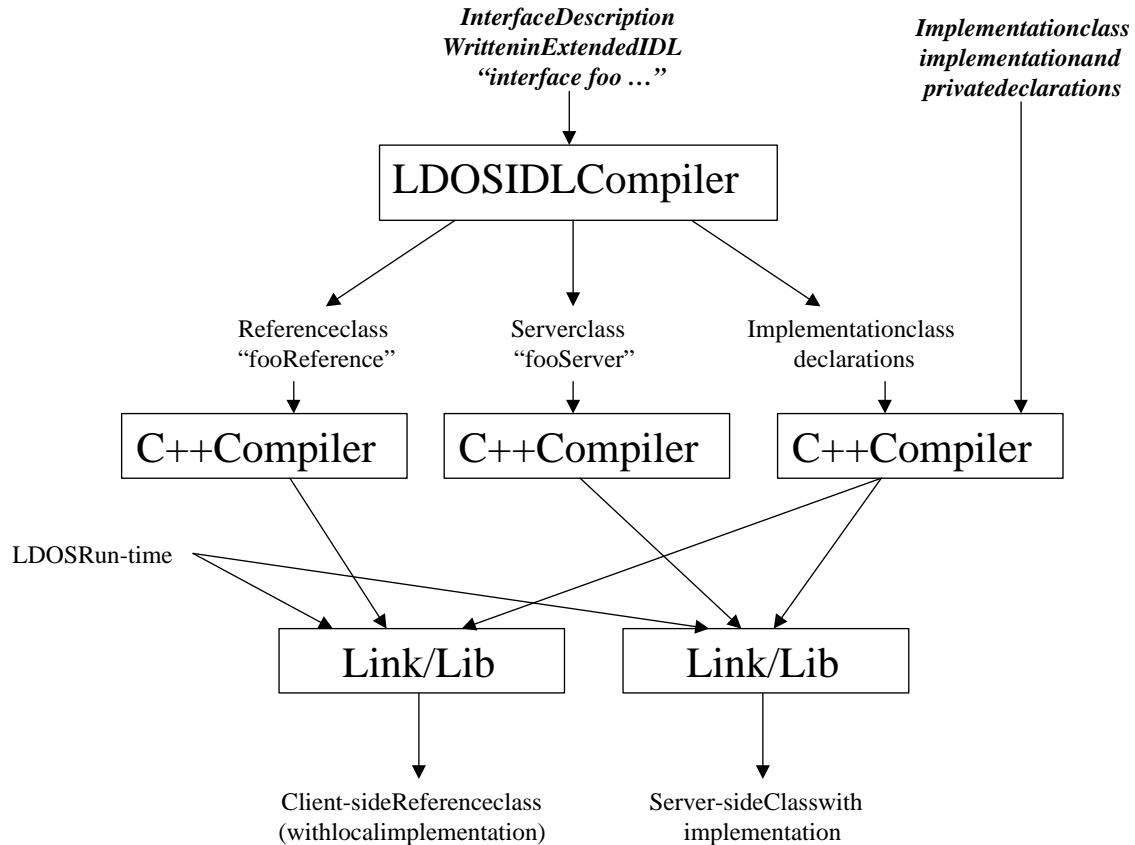 InterfaceDescription
WritteninExtendedIDL
“interface foo …”
Implementationclass
implementationand
privatedeclarations
LDOSIDLCompiler
Referenceclass
“fooReference”
Serverclass
“fooServer”
Implementationclass
declarations
C++Compiler
C++Compiler
C++Compiler
LDOSRun-time
Link/Lib
Link/Lib
Client-sideReferenceclass
(withlocalimplementation)
Server-sideClasswith
implementation